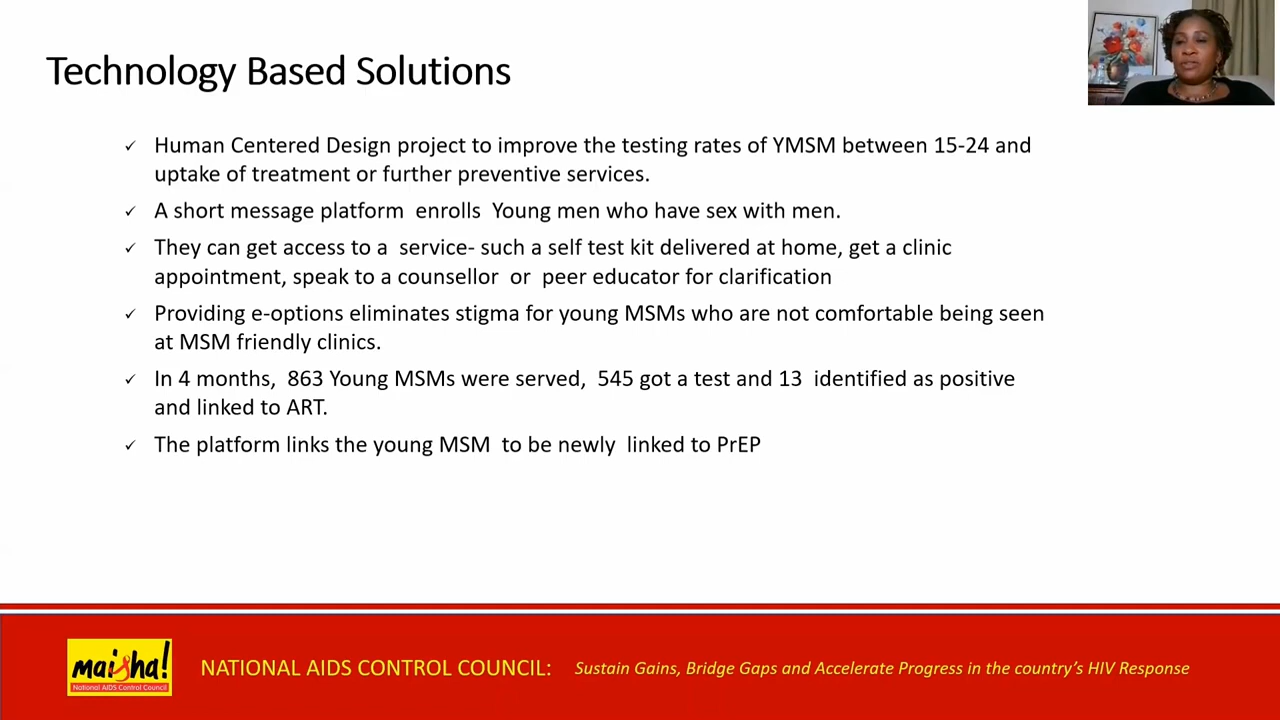 Technology Based Solutions
✓ Human Centered Design project to improve the testing rates of YMSM between 15-24 and
uptake of treatment or further preventive services.
✓ A short message platform enrolls Young men who have sex with men.
✓ They can get access to a service- such a self test kit delivered at home, get a clinic
appointment, speak to a counsellor or peer educator for clarification
✓ Providing e-options eliminates stigma for young MSMs who are not comfortable being seen
at MSM friendly clinics.
✓ In 4 months, 863 Young MSMs were served, 545 got a test and 13 identified as positive
and linked to ART.
✓ The platform links the young MSM to be newly linked to PrEP
maisha!
National AIDS Control Council
NATIONAL AIDS CONTROL COUNCIL: Sustain Gains, Bridge Gaps and Accelerate Progress in the country's HIV Response